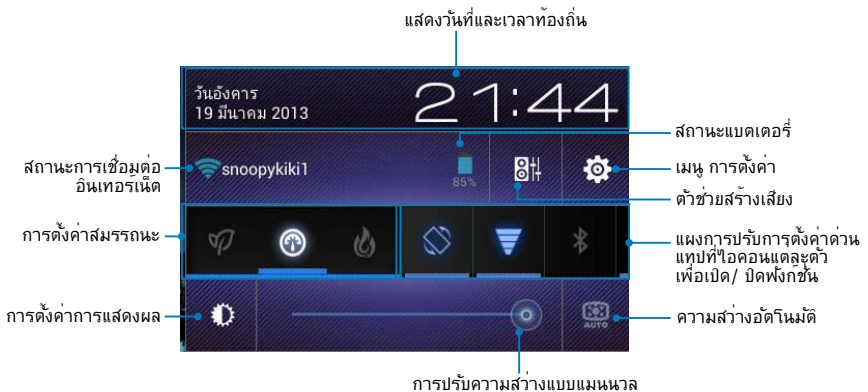 แสดงวันที่และเวลาท้องถิ่น
วันอังคาร
19 มีนาคม 2013
21:44
สถานะแบตเตอรี่
สถานะการเชื่อมต่อ
อินเทอร์เน็ต
snoopykiki1
85%
เมนู การตั้งค่า
ตัวช่วยสร้างเสียง
การตั้งค่าสมรรถนะ
แผงการปรับการตั้งค่าด่วน
แทปที่ไอคอนแต่ละตัว
เพื่อเปิด/ ปิดฟังก์ชั่น
การตั้งค่าการแสดงผล
AUTO
ความสว่างอัตโนมัติ
การปรับความสว่างแบบแมนนวล